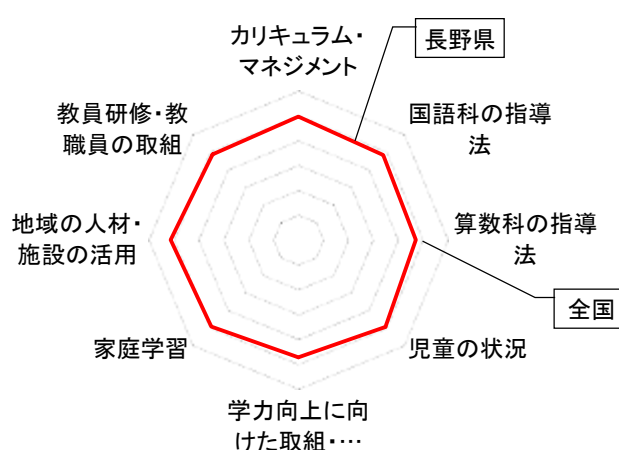 カリキュラム・
マネジメント
長野県
国語科の指導
法
算数科の指導
法
全国
児童の状況
学力向上に向
けた取組・…
家庭学習
地域の人材・
施設の活用
教員研修・教
職員の取組